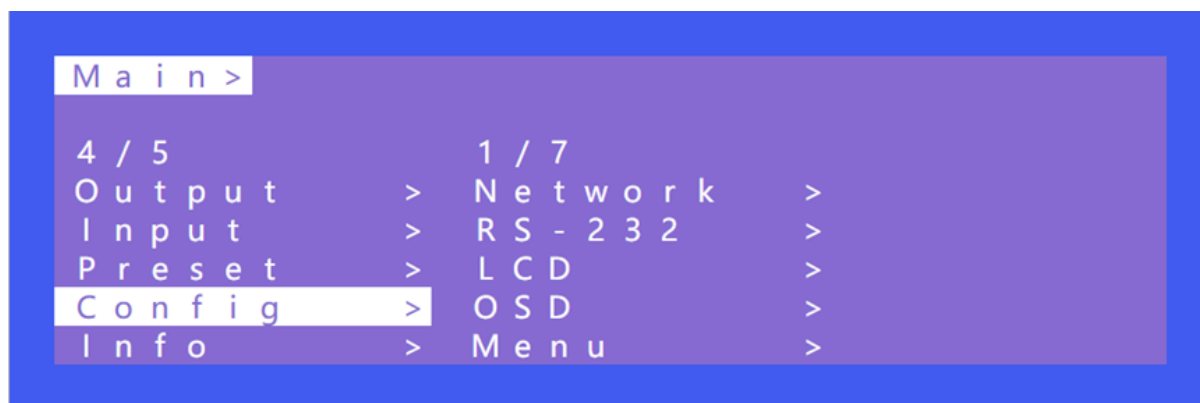 Main>
4/5 1/7
Output > Network >
Input > RS-232 >
Preset > LCD >
Config > OSD >
Info > Menu >